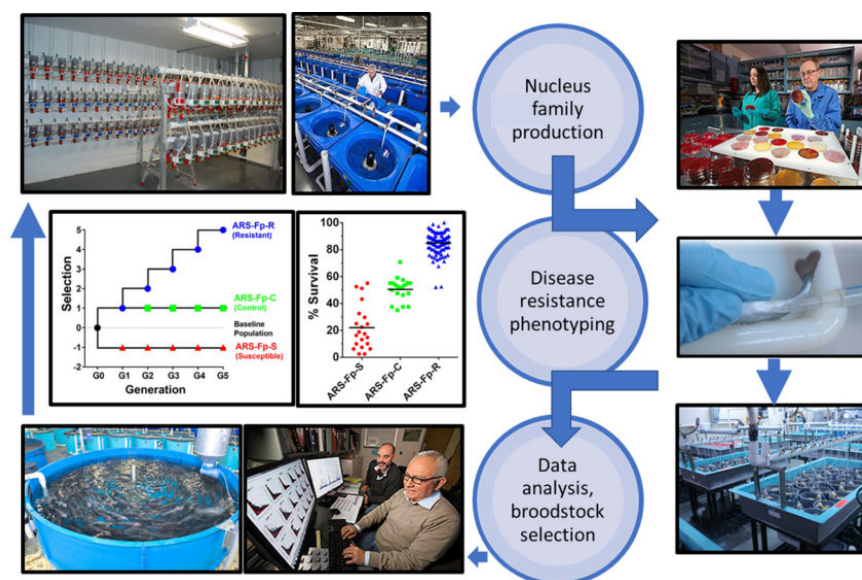 Nucleus
family
production
Disease
resistance
phenotyping
Data
analysis,
broodstock
selection
Selection
5
4
3
2
1
0
-1
-2
ARS-Fp-R
(Resistant)
ARS-Fp-C
(Control)
Baseline
Population
ARS-Fp-S
(Susceptible)
G0 G1 G2 G3 G4 G5
Generation
% Survival
100
80
60
40
20
0
ARS-Fp-S ARS-Fp-C ARS-Fp-R